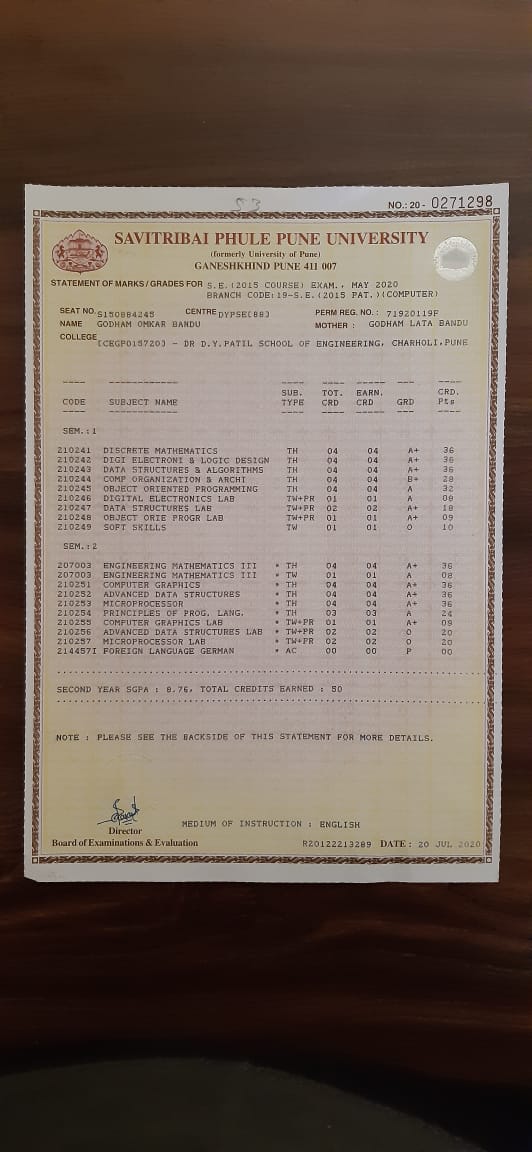 53
NO.: 20- 0271298
SAVITRIBAI PHULE PUNE UNIVERSITY
(formerly University of Pune)
GANESHKHIND PUNE 411 007
STATEMENT OF MARKS / GRADES FOR S.E.(2015 COURSE) EXAM., MAY 2020
BRANCH CODE:19-S.E.(2015 PAT.)(COMPUTER)
SEAT NO. S150884245 CENTRE DYPSE(88) PERM REG. NO.: 71920119F
NAME GODHAM OMKAR BANDU MOTHER : GODHAM LATA BANDU
COLLEGE [CEGP015720] - DR D.Y.PATIL SCHOOL OF ENGINEERING, CHARHOLI,PUNE
SUB. TOT. EARN. CRD.
CODE SUBJECT NAME TYPE CRD CRD GRD Pts
SEM.:1
210241 DISCRETE MATHEMATICS TH 04 04 A+ 36
210242 DIGI ELECTRONI & LOGIC DESIGN TH 04 04 A+ 36
210243 DATA STRUCTURES & ALGORITHMS TH 04 04 A+ 36
210244 COMP ORGANIZATION & ARCHI TH 04 04 B+ 28
210245 OBJECT ORIENTED PROGRAMMING TH 04 04 A 32
210246 DIGITAL ELECTRONICS LAB TW+PR 01 01 A 08
210247 DATA STRUCTURES LAB TW+PR 02 02 A+ 18
210248 OBJECT ORIE PROGR LAB TW+PR 01 01 A+ 09
210249 SOFT SKILLS TW 01 01 O 10
SEM.:2
207003 ENGINEERING MATHEMATICS III * TH 04 04 A+ 36
207003 ENGINEERING MATHEMATICS III * TW 01 01 A 08
210251 COMPUTER GRAPHICS * TH 04 04 A+ 36
210252 ADVANCED DATA STRUCTURES * TH 04 04 A+ 36
210253 MICROPROCESSOR * TH 04 04 A+ 36
210254 PRINCIPLES OF PROG. LANG. * TH 03 03 A 24
210255 COMPUTER GRAPHICS LAB * TW+PR 01 01 A+ 09
210256 ADVANCED DATA STRUCTURES LAB * TW+PR 02 02 O 20
210257 MICROPROCESSOR LAB * TW+PR 02 02 O 20
214457I FOREIGN LANGUAGE GERMAN * AC 00 00 P 00
SECOND YEAR SGPA : 8.76, TOTAL CREDITS EARNED : 50
NOTE : PLEASE SEE THE BACKSIDE OF THIS STATEMENT FOR MORE DETAILS.
Director
MEDIUM OF INSTRUCTION : ENGLISH
Board of Examinations & Evaluation R20122213289 DATE : 20 JUL 2020